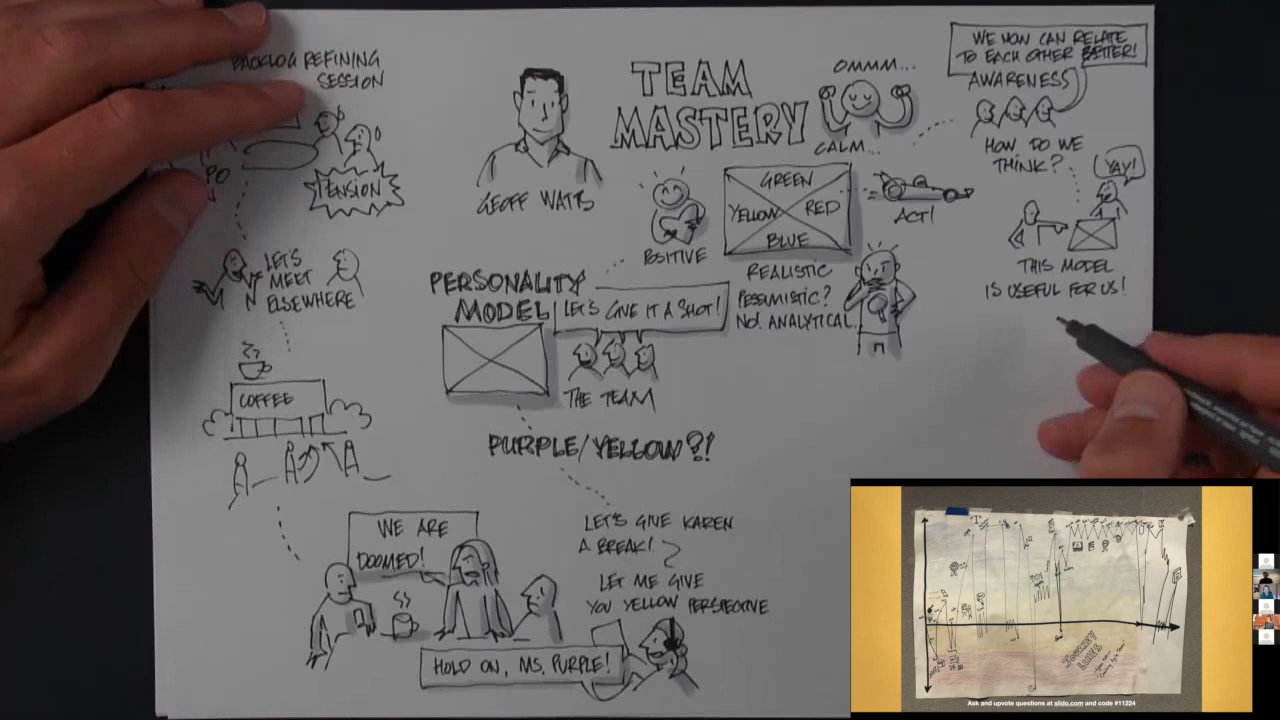 BACKLOG REFINING
SESSION
PO
TENSION
LET'S
MEET
ELSEWHERE
COFFEE
WE ARE
DOOMED!
HOLD ON, MS. PURPLE!
GEOFF WATTS
TEAM
MASTERY
PERSONALITY
MODEL
LET'S GIVE IT A SHOT!
THE TEAM
PURPLE/YELLOW?!
LET'S GIVE KAREN
A BREAK!
LET ME GIVE
YOU YELLOW PERSPECTIVE
POSITIVE
GREEN
YELLOW
RED
BLUE
REALISTIC
PESSIMISTIC?
NO! ANALYTICAL.
OMMM...
CALM...
ACT!
WE NOW CAN RELATE
TO EACH OTHER BETTER!
AWARENESS
HOW DO WE
THINK?
YAY!
THIS MODEL
IS USEFUL FOR US!
JOURNEY
LINES
Ask and upvote questions at slido.com and code #11224